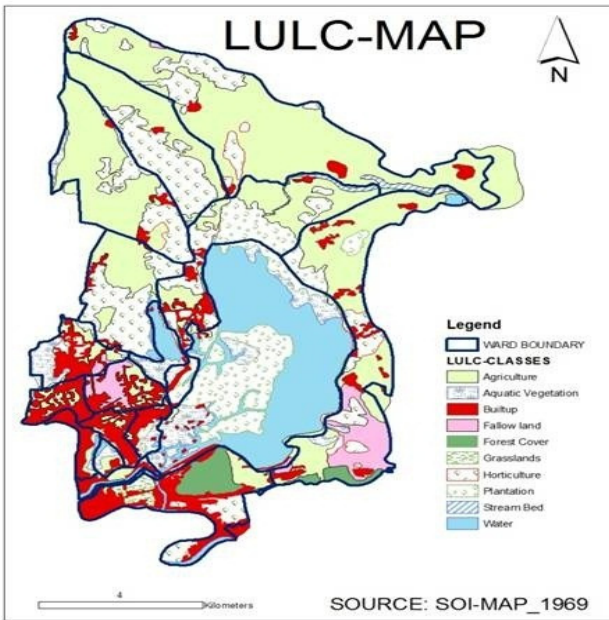 LULC-MAP
N
Legend
WARD BOUNDARY
LULC-CLASSES
Agriculture
Aquatic Vegetation
Builtup
Fallow land
Forest Cover
Grasslands
Horticulture
Plantation
Stream Bed
Water
4
Kilometers
SOURCE: SOI-MAP_1969